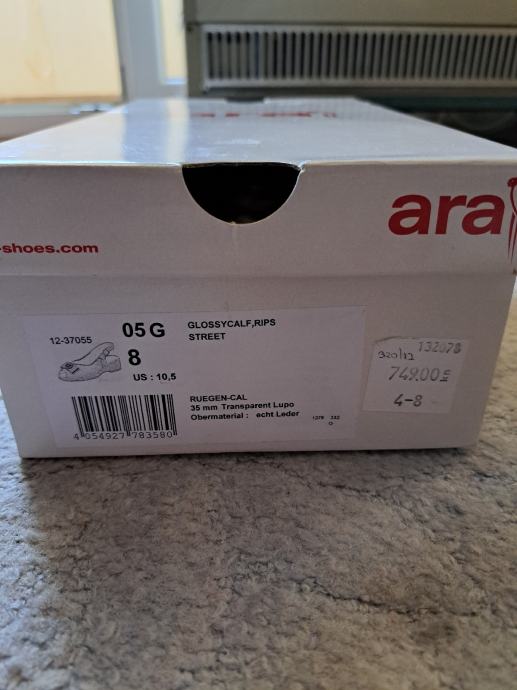 ara
ara
-shoes.com
12-37055
05 G
8
US : 10,5
GLOSSYCALF,RIPS
STREET
RUEGEN-CAL
35 mm Transparent Lupo
Obermaterial : echt Leder
4 054927 783580
132078
749.00
4-8